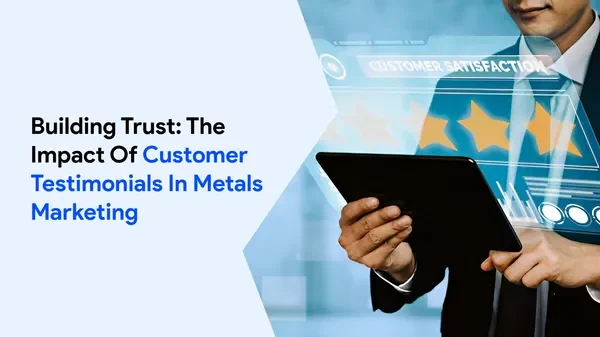 Building Trust: The
Impact Of Customer
Testimonials In Metals
Marketing
CUSTOMER SATISFACTION